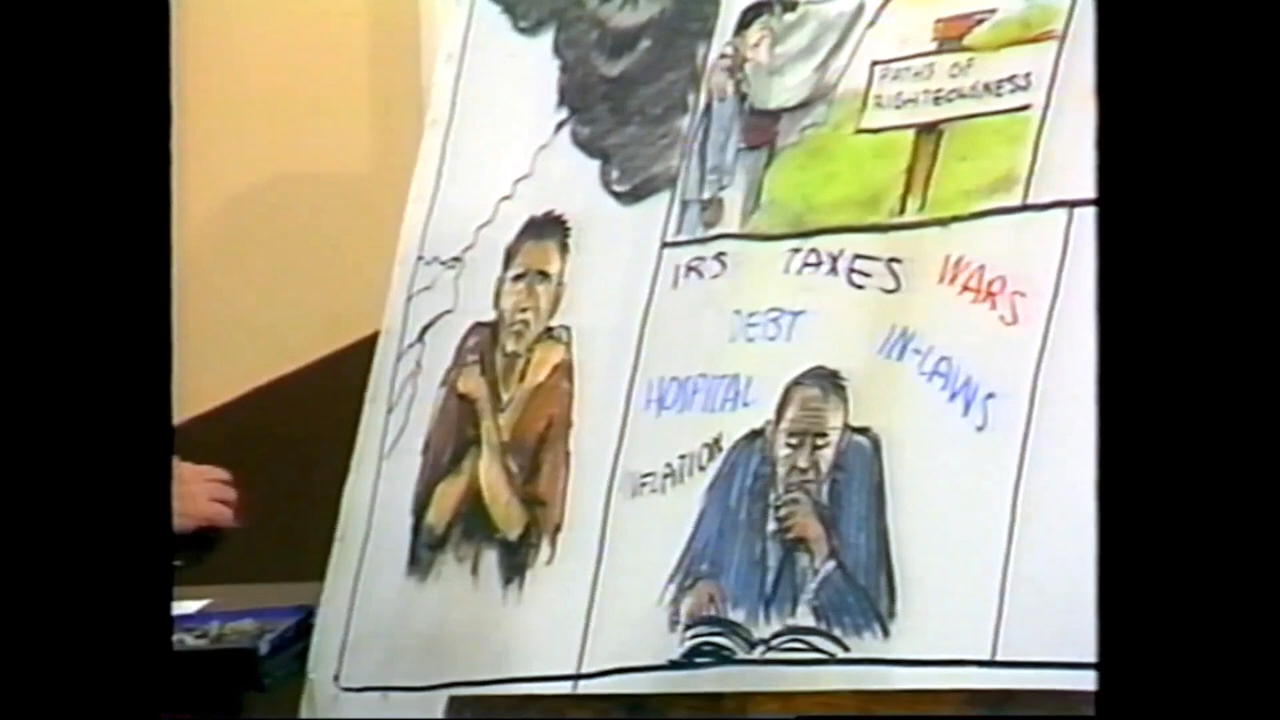 PATHS OF
RIGHTEOUSNESS
IRS TAXES WARS
DEBT IN-LAWS
HOSPITAL
INFLATION